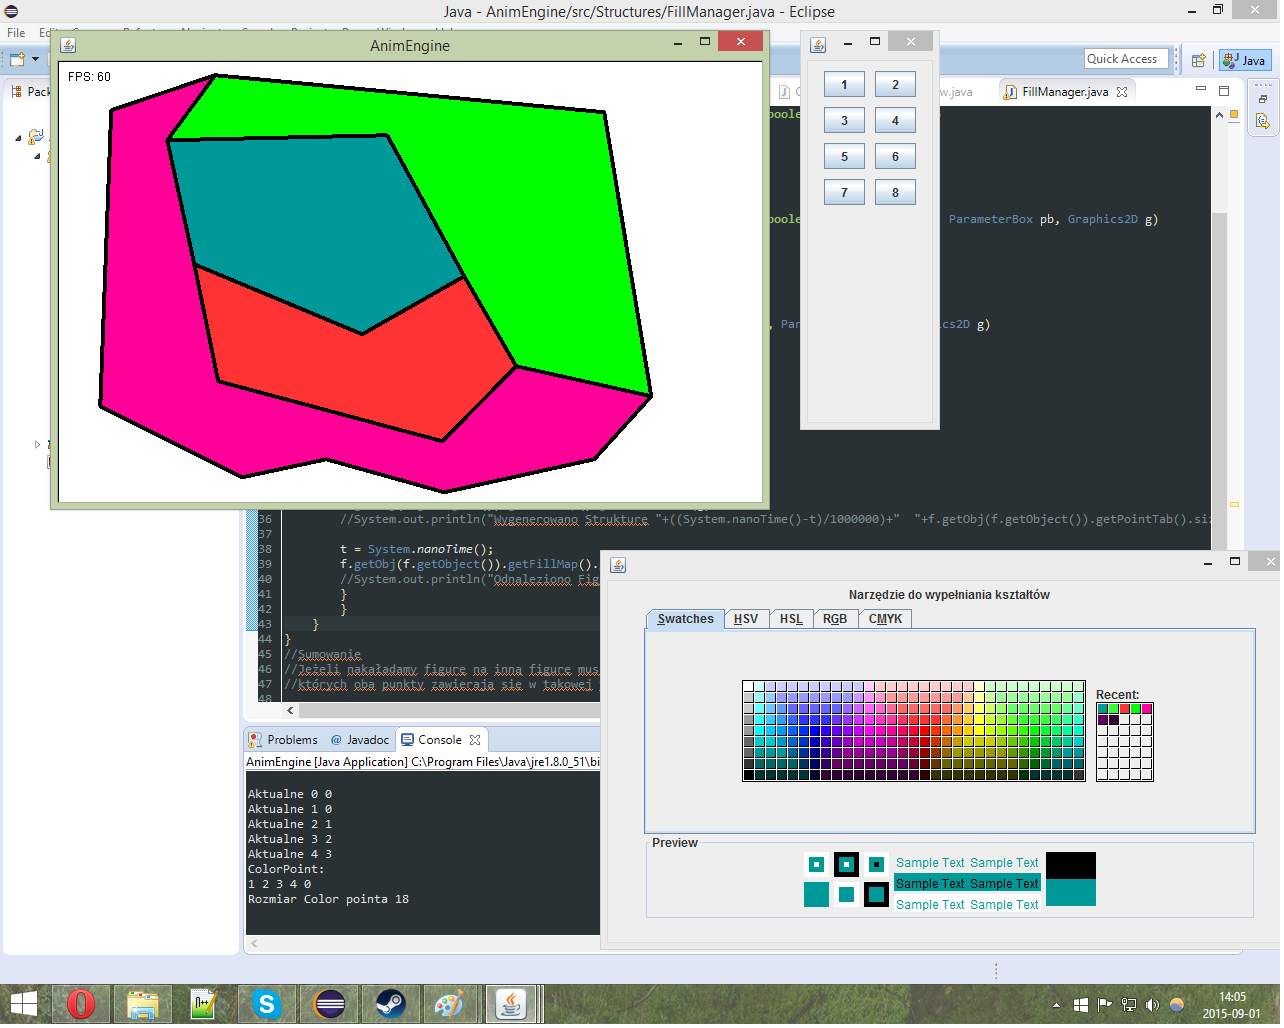 Java - AnimEngine/src/Structures/FillManager.java - Eclipse
File
AnimEngine
FPS: 60
Quick Access
Java
Pack
w.java
FillManager.java
1 2
3 4
5 6
7 8
boole
boole
ParameterBox pb, Graphics2D g)
, Par
ics2D g)
36 //System.out.println("Wygenerowano Strukture "+((System.nanoTime()-t)/1000000)+" "+f.getObj(f.getObject()).getPointTab().siz
37
38 t = System.nanoTime();
39 f.getObj(f.getObject()).getFillMap().
40 //System.out.println("Odnaleziono Fig
41 }
42 }
43 }
44 }
45 //Sumowanie
46 //Jeżeli nakaładamy figure na inną figure mus
47 //których oba punkty zawierają się w takowej
48
Problems
Javadoc
Console
AnimEngine [Java Application] C:\Program Files\Java\jre1.8.0_51\bi
Aktualne 0 0
Aktualne 1 0
Aktualne 2 1
Aktualne 3 2
Aktualne 4 3
ColorPoint:
1 2 3 4 0
Rozmiar Color pointa 18
Narzędzie do wypełniania kształtów
Swatches HSV HSL RGB CMYK
Recent:
Preview
Sample Text Sample Text
Sample Text Sample Text
Sample Text Sample Text
14:05
2015-09-01